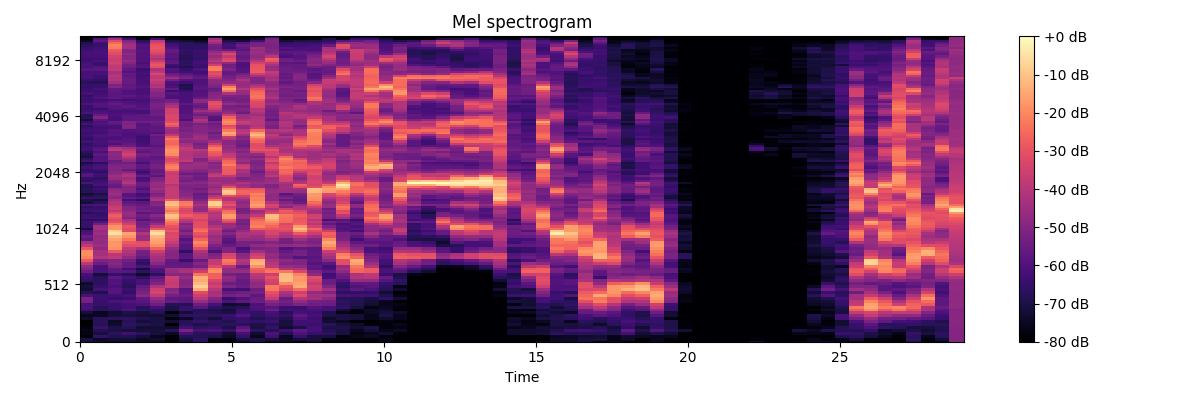 Mel spectrogram
Hz
8192
4096
2048
1024
512
0
0 5 10 15 20 25
Time
+0 dB
-10 dB
-20 dB
-30 dB
-40 dB
-50 dB
-60 dB
-70 dB
-80 dB